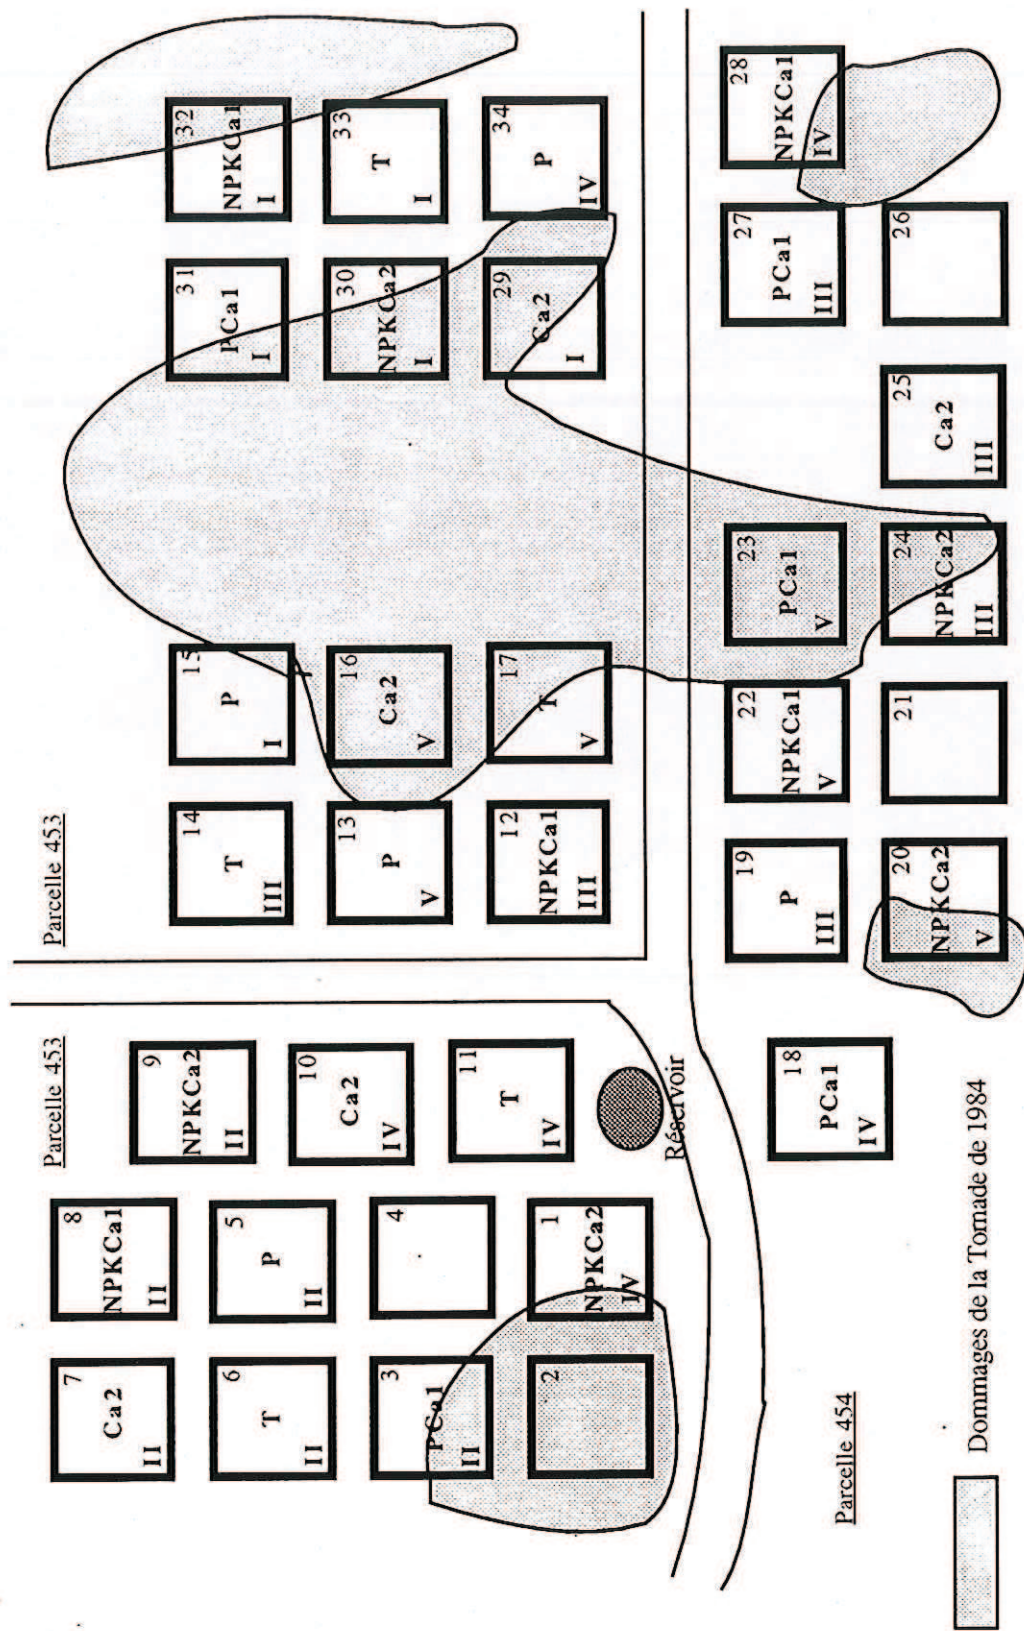 Parcelle 453
Parcelle 453
7
Ca2
II
8
NPKCa1
II
9
NPKCa2
II
14
T
III
15
P
I
31
PCa1
I
32
NPKCa1
I
6
T
II
5
P
II
10
Ca2
IV
13
P
V
16
Ca2
V
30
NPKCa2
I
33
T
I
3
PCa1
II
4
11
T
IV
12
NPKCa1
III
17
T
V
29
Ca2
I
34
P
IV
2
1
NPKCa2
IV
Réservoir
18
PCa1
IV
19
P
III
22
NPKCa1
V
23
PCa1
V
27
PCa1
III
28
NPKCa1
IV
Parcelle 454
20
NPKCa2
V
21
24
NPKCa2
III
25
Ca2
III
26
Dommages de la Tornade de 1984